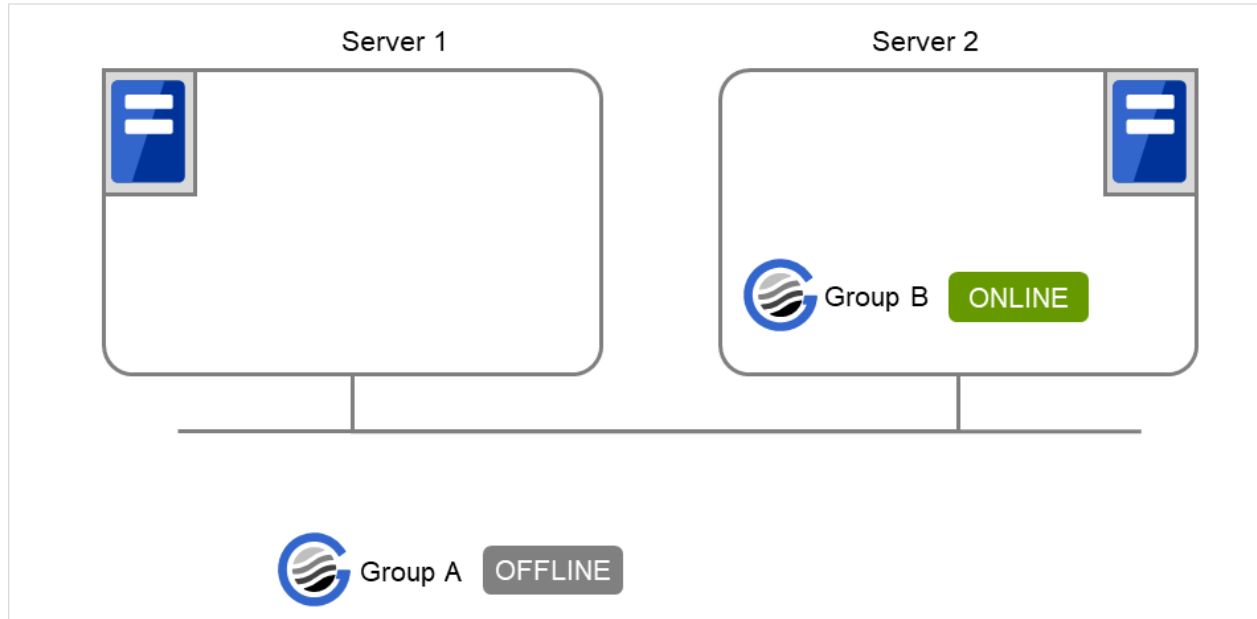 Server 1
Server 2
Group B
ONLINE
Group A
OFFLINE